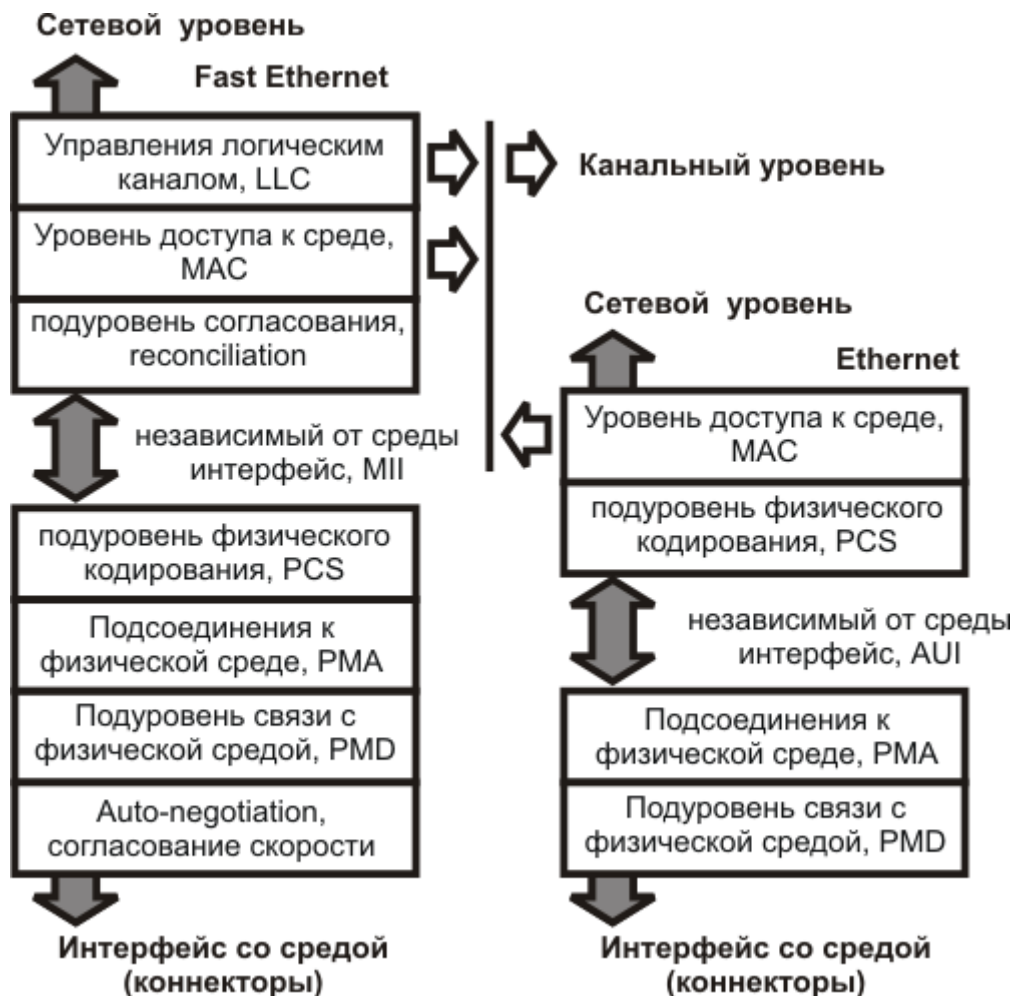 Сетевой уровень
Fast Ethernet
Управления логическим
каналом, LLC
Уровень доступа к среде,
MAC
подуровень согласования,
reconciliation
независимый от среды
интерфейс, MII
подуровень физического
кодирования, PCS
Подсоединения к
физической среде, PMA
Подуровень связи с
физической средой, PMD
Auto-negotiation,
согласование скорости
Интерфейс со средой
(коннекторы)
Канальный уровень
Сетевой уровень
Ethernet
Уровень доступа к среде,
MAC
подуровень физического
кодирования, PCS
независимый от среды
интерфейс, AUI
Подсоединения к
физической среде, PMA
Подуровень связи с
физической средой, PMD
Интерфейс со средой
(коннекторы)